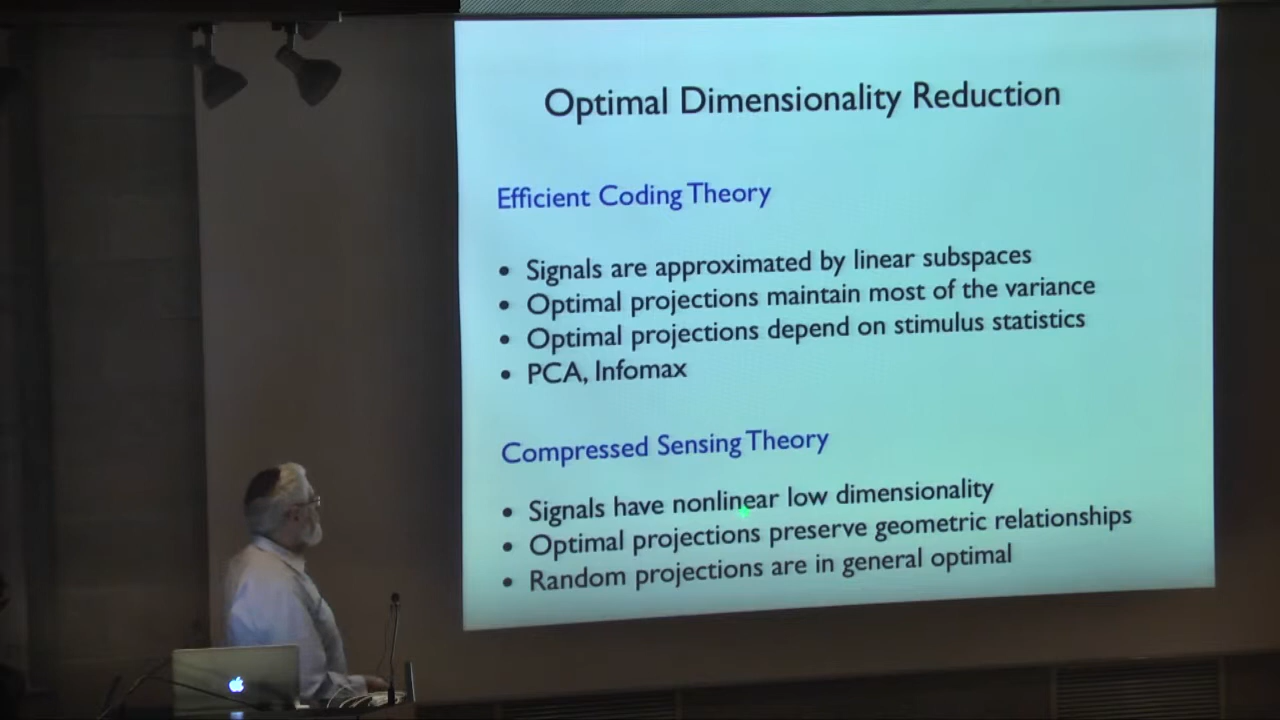 Optimal Dimensionality Reduction
Efficient Coding Theory
• Signals are approximated by linear subspaces
• Optimal projections maintain most of the variance
• Optimal projections depend on stimulus statistics
• PCA, Infomax
Compressed Sensing Theory
• Signals have nonlinear low dimensionality
• Optimal projections preserve geometric relationships
• Random projections are in general optimal